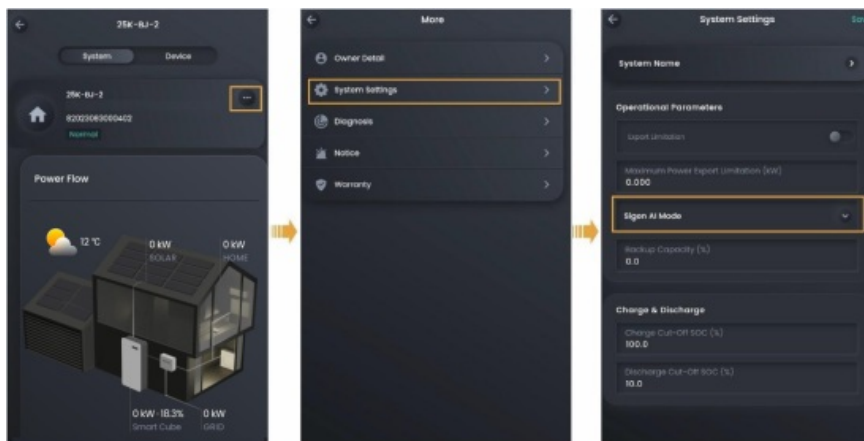 25K-BJ-2
System
Device
25K-BJ-2
82023083000402
Normal
Power Flow
12 °C
0 kW
SOLAR
0 kW
HOME
0 kW-18.3%
Smart Cube
0 kW
GRID
More
Owner Detail
System Settings
Diagnosis
Notice
Warranty
System Settings
System Name
Operational Parameters
Export Limitation
Maximum Power Export Limitation (kW)
0.000
Sigen AI Mode
Backup Capacity (%)
0.0
Charge & Discharge
Charge Cut-Off SOC (%)
100.0
Discharge Cut-Off SOC (%)
10.0